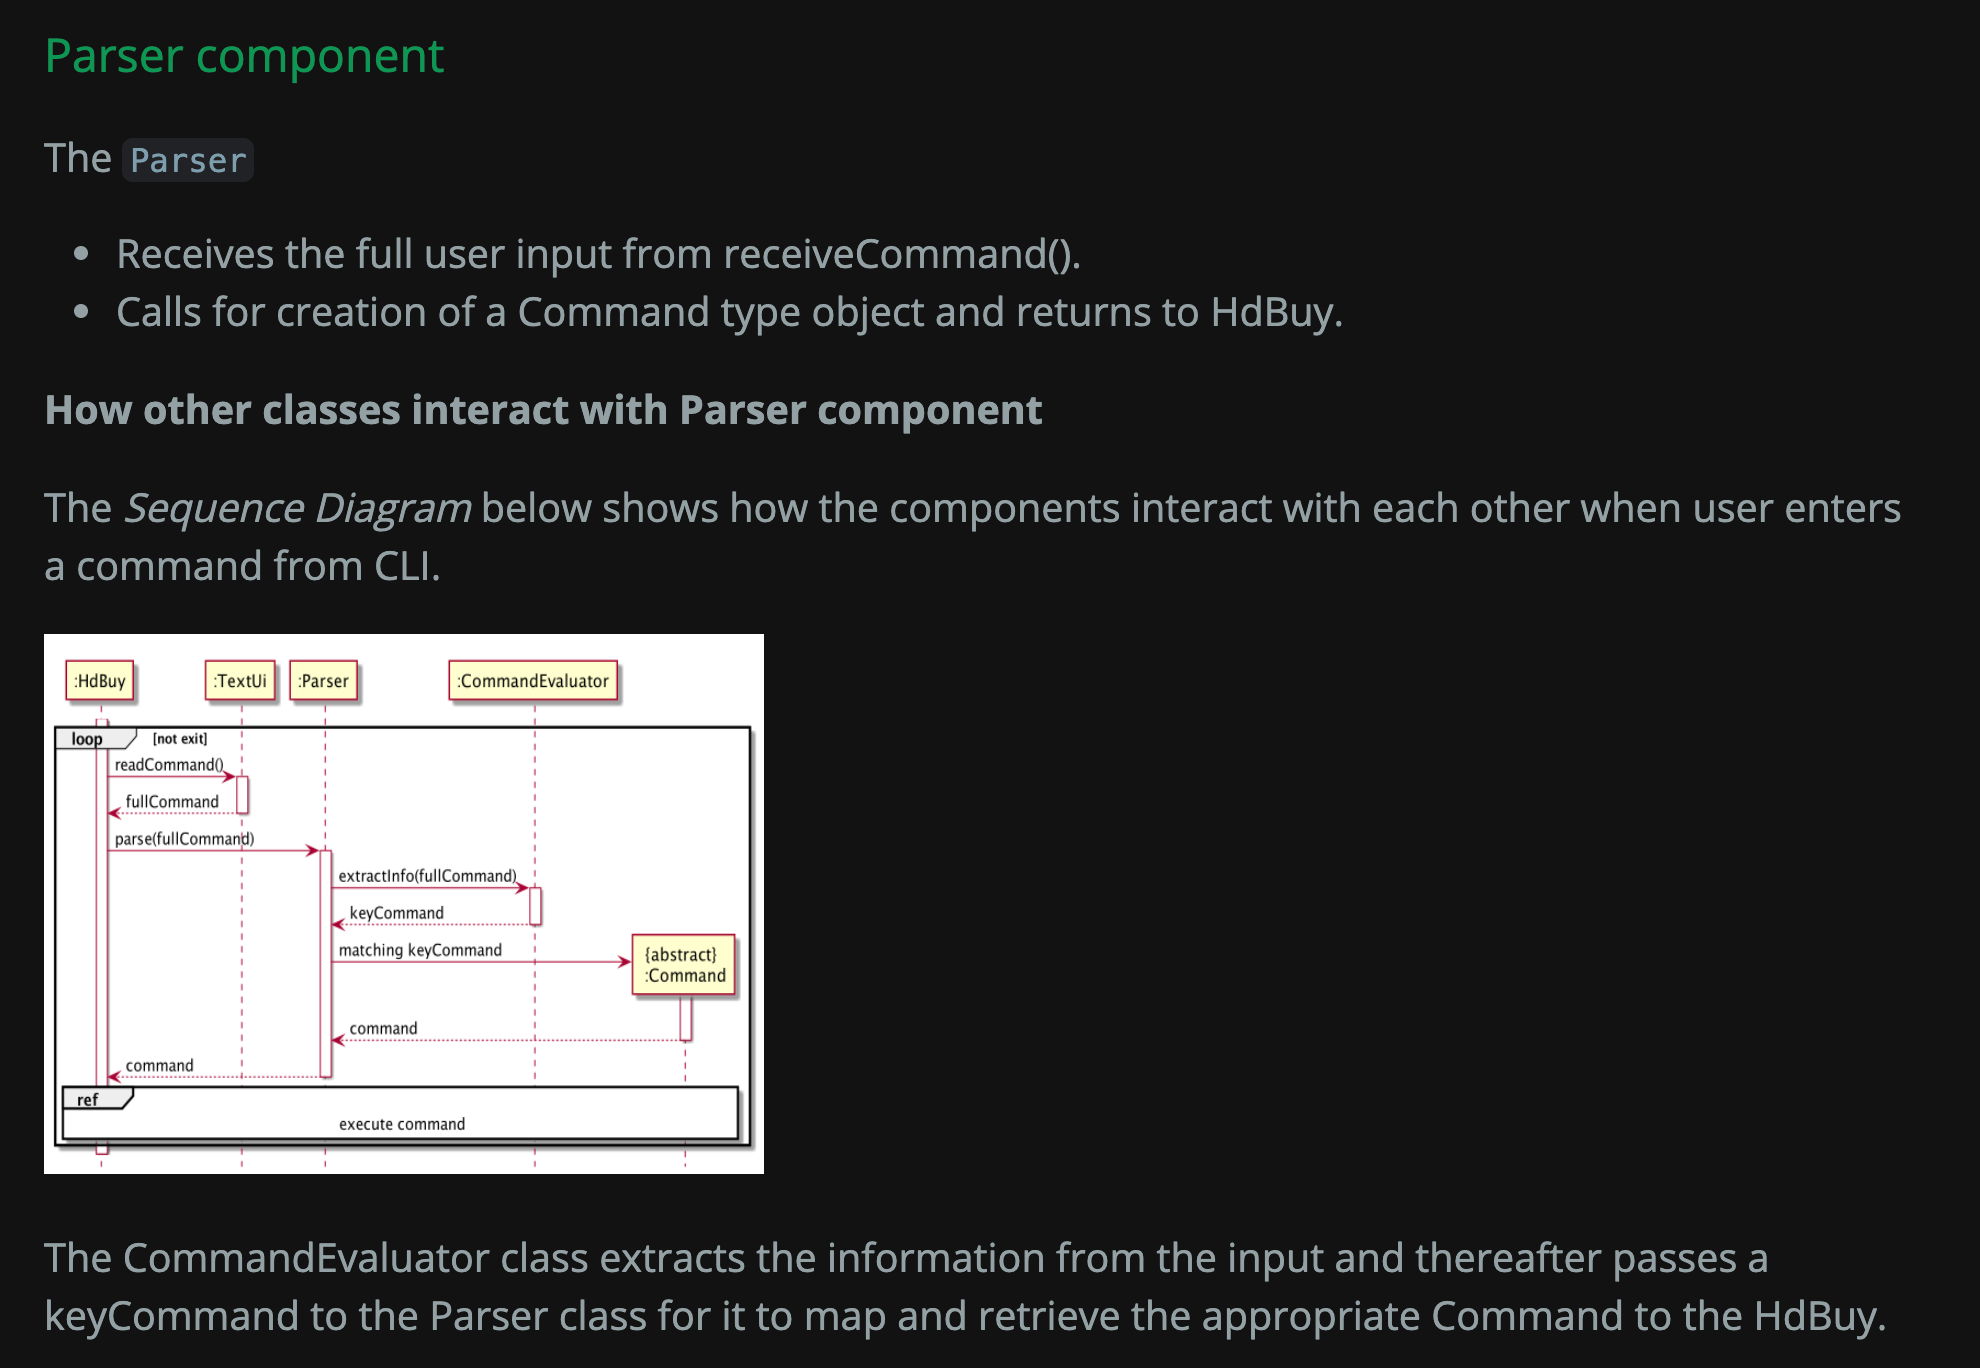 Parser component
The Parser
Receives the full user input from receiveCommand().
Calls for creation of a Command type object and returns to HdBuy.
How other classes interact with Parser component
The Sequence Diagram below shows how the components interact with each other when user enters
a command from CLI.
:HdBuy :TextUi :Parser :CommandEvaluator
loop [not exit]
readCommand()
fullCommand
parse(fullCommand)
extractInfo(fullCommand)
keyCommand
matching keyCommand
{abstract}
:Command
command
command
ref
execute command
The CommandEvaluator class extracts the information from the input and thereafter passes a
keyCommand to the Parser class for it to map and retrieve the appropriate Command to the HdBuy.